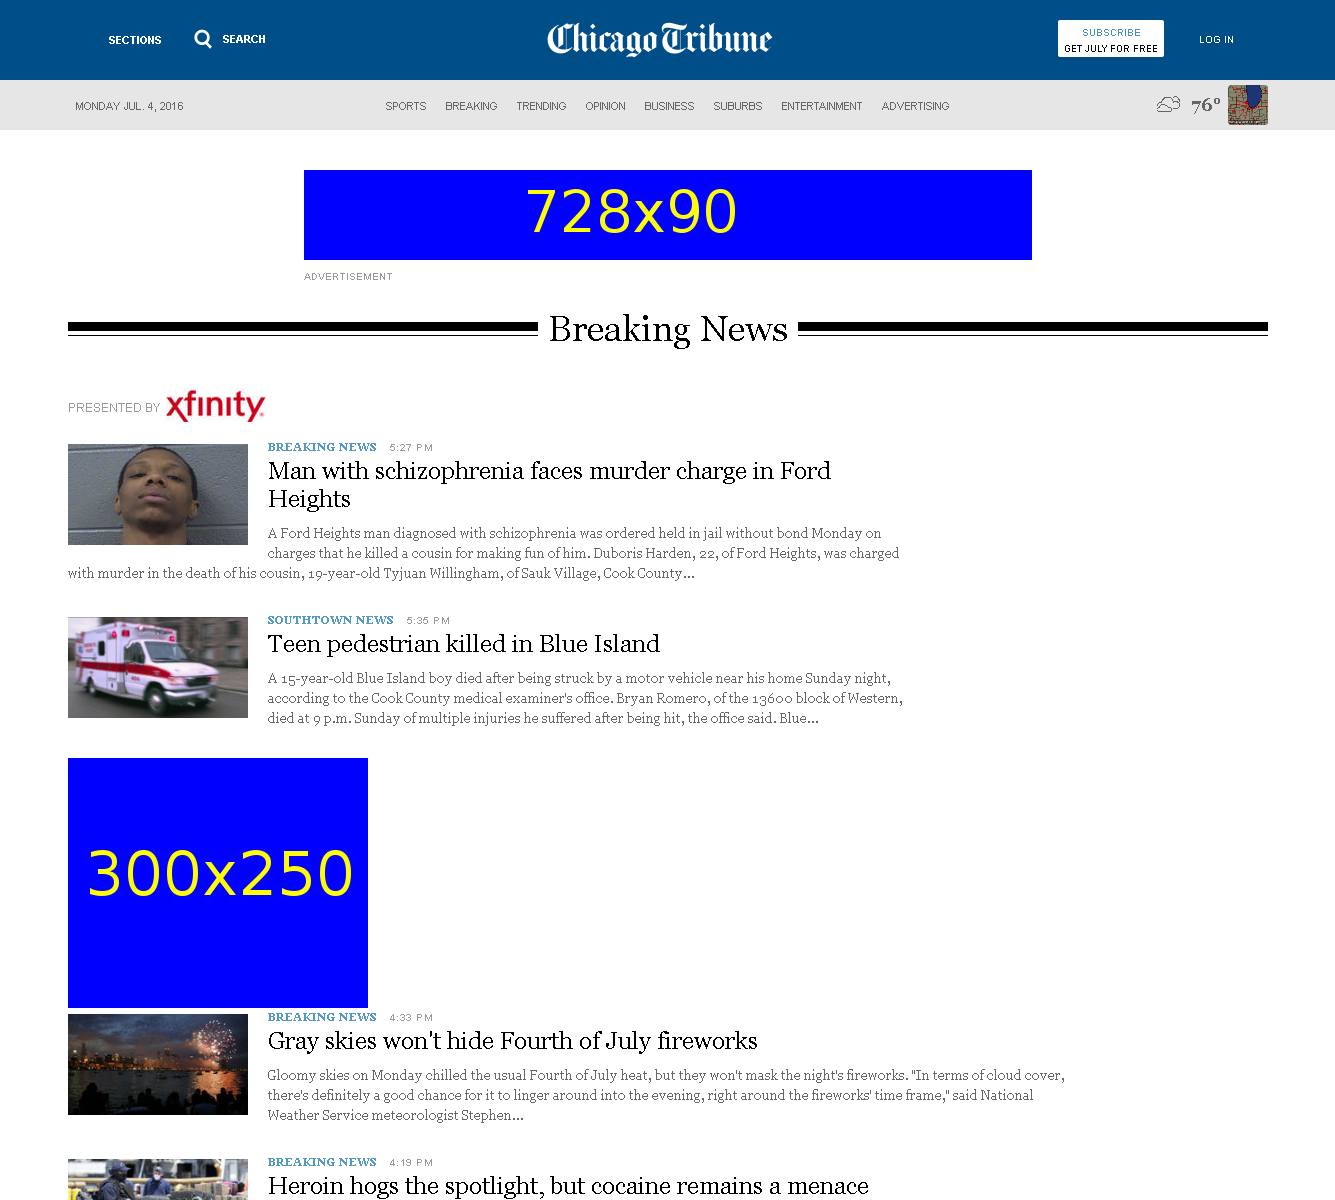 SECTIONS
SEARCH
Chicago Tribune
SUBSCRIBE
GET JULY FOR FREE
LOG IN
MONDAY JUL. 4, 2016
SPORTS BREAKING TRENDING OPINION BUSINESS SUBURBS ENTERTAINMENT ADVERTISING
76°
728x90
ADVERTISEMENT
Breaking News
PRESENTED BY xfinity
BREAKING NEWS 5:27 PM
Man with schizophrenia faces murder charge in Ford
Heights
A Ford Heights man diagnosed with schizophrenia was ordered held in jail without bond Monday on
charges that he killed a cousin for making fun of him. Duboris Harden, 22, of Ford Heights, was charged
with murder in the death of his cousin, 19-year-old Tyjuan Willingham, of Sauk Village, Cook County...
SOUTHTOWN NEWS 5:35 PM
Teen pedestrian killed in Blue Island
A 15-year-old Blue Island boy died after being struck by a motor vehicle near his home Sunday night,
according to the Cook County medical examiner's office. Bryan Romero, of the 13600 block of Western,
died at 9 p.m. Sunday of multiple injuries he suffered after being hit, the office said. Blue...
300x250
BREAKING NEWS 4:33 PM
Gray skies won't hide Fourth of July fireworks
Gloomy skies on Monday chilled the usual Fourth of July heat, but they won't mask the night's fireworks. "In terms of cloud cover,
there's definitely a good chance for it to linger around into the evening, right around the fireworks' time frame," said National
Weather Service meteorologist Stephen...
BREAKING NEWS 4:19 PM
Heroin hogs the spotlight, but cocaine remains a menace